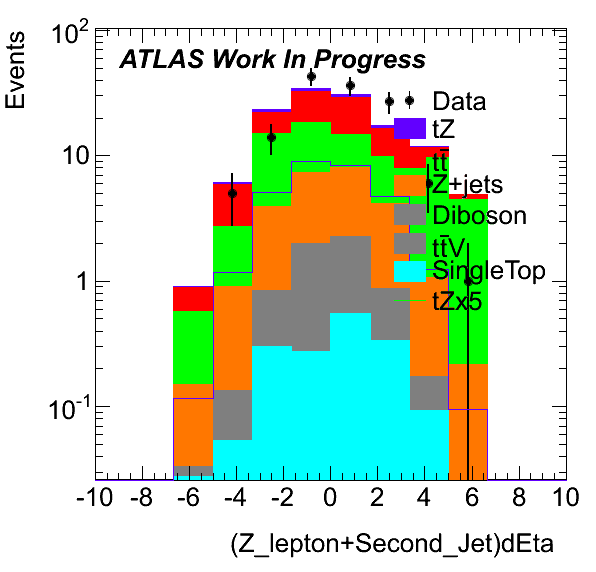 10²
ATLAS Work In Progress
Events
Data
tZ
tt̄
Z+jets
Diboson
tt̄V
SingleTop
tZx5
10
1
10⁻¹
-10 -8 -6 -4 -2 0 2 4 6 8 10
(Z_lepton+Second_Jet)dEta